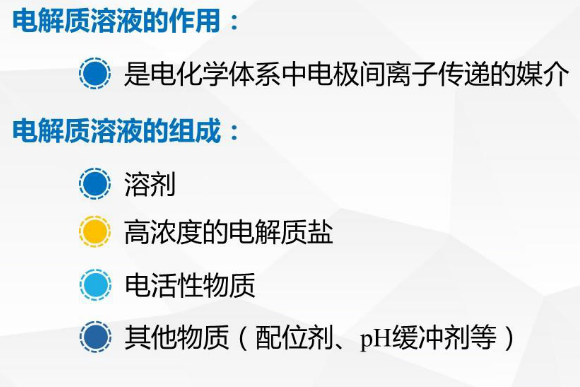 电解质溶液的作用：
是电化学体系中电极间离子传递的媒介
电解质溶液的组成：
溶剂
高浓度的电解质盐
电活性物质
其他物质（配位剂、pH缓冲剂等）